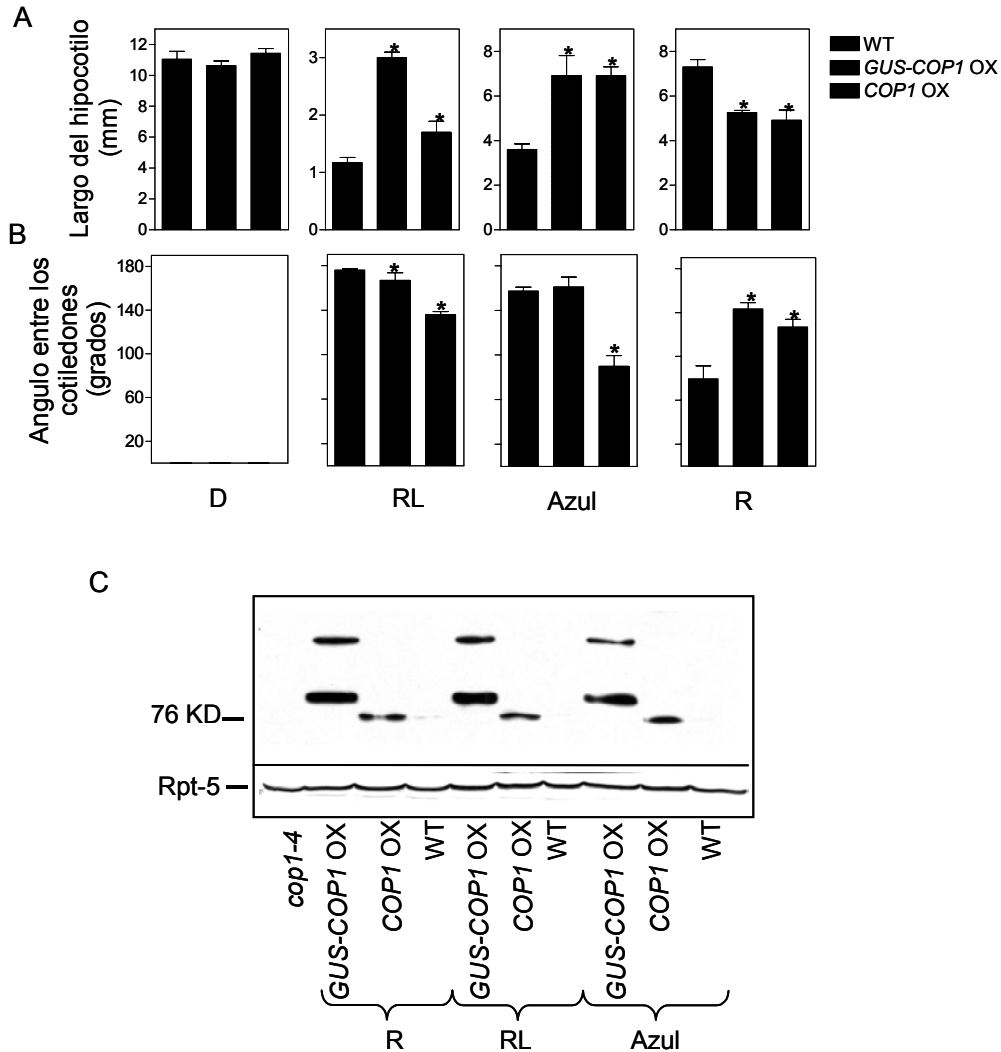 A
Largo del hipocotilo
(mm)
12
10
8
6
4
2
0
3
2
1
0
* *
8
6
4
2
0
* *
8
6
4
2
0
* *
WT
GUS-COP1 OX
COP1 OX
B
Angulo entre los
cotiledones
(grados)
180
140
100
60
20
* *
*
* *
D RL Azul R
C
76 KD
Rpt-5
cop1-4
GUS-COP1 OX
COP1 OX
WT
GUS-COP1 OX
COP1 OX
WT
GUS-COP1 OX
COP1 OX
WT
R RL Azul